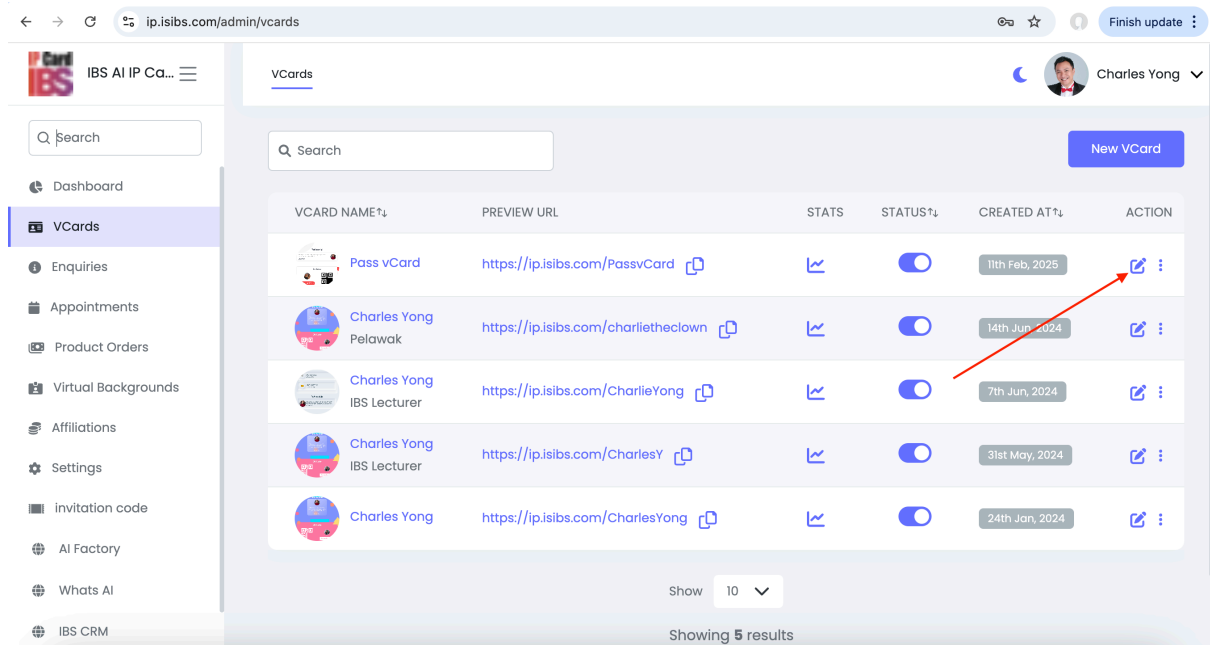 ip.isibs.com/admin/vcards
Finish update
IP Card
IBS
IBS AI IP Ca...
VCards
Charles Yong
Search
Search
New VCard
Dashboard
VCards
Enquiries
Appointments
Product Orders
Virtual Backgrounds
Affiliations
Settings
invitation code
AI Factory
Whats AI
IBS CRM
VCARD NAME PREVIEW URL STATS STATUS CREATED AT ACTION
Pass vCard https://ip.isibs.com/PassvCard 11th Feb, 2025
Charles Yong https://ip.isibs.com/charlietheclown 14th Jun, 2024
Pelawak
Charles Yong https://ip.isibs.com/CharlieYong 7th Jun, 2024
IBS Lecturer
Charles Yong https://ip.isibs.com/CharlesY 31st May, 2024
IBS Lecturer
Charles Yong https://ip.isibs.com/CharlesYong 24th Jan, 2024
Show 10
Showing 5 results